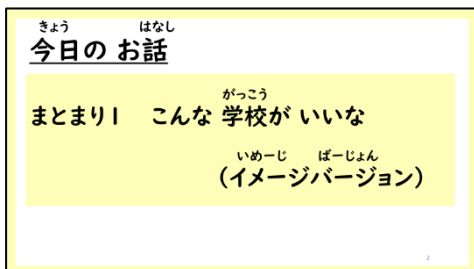 きょう はなし
今日の お話
がっこう
まとまり1 こんな 学校が いいな
いめーじ ばーじょん
(イメージバージョン)
2